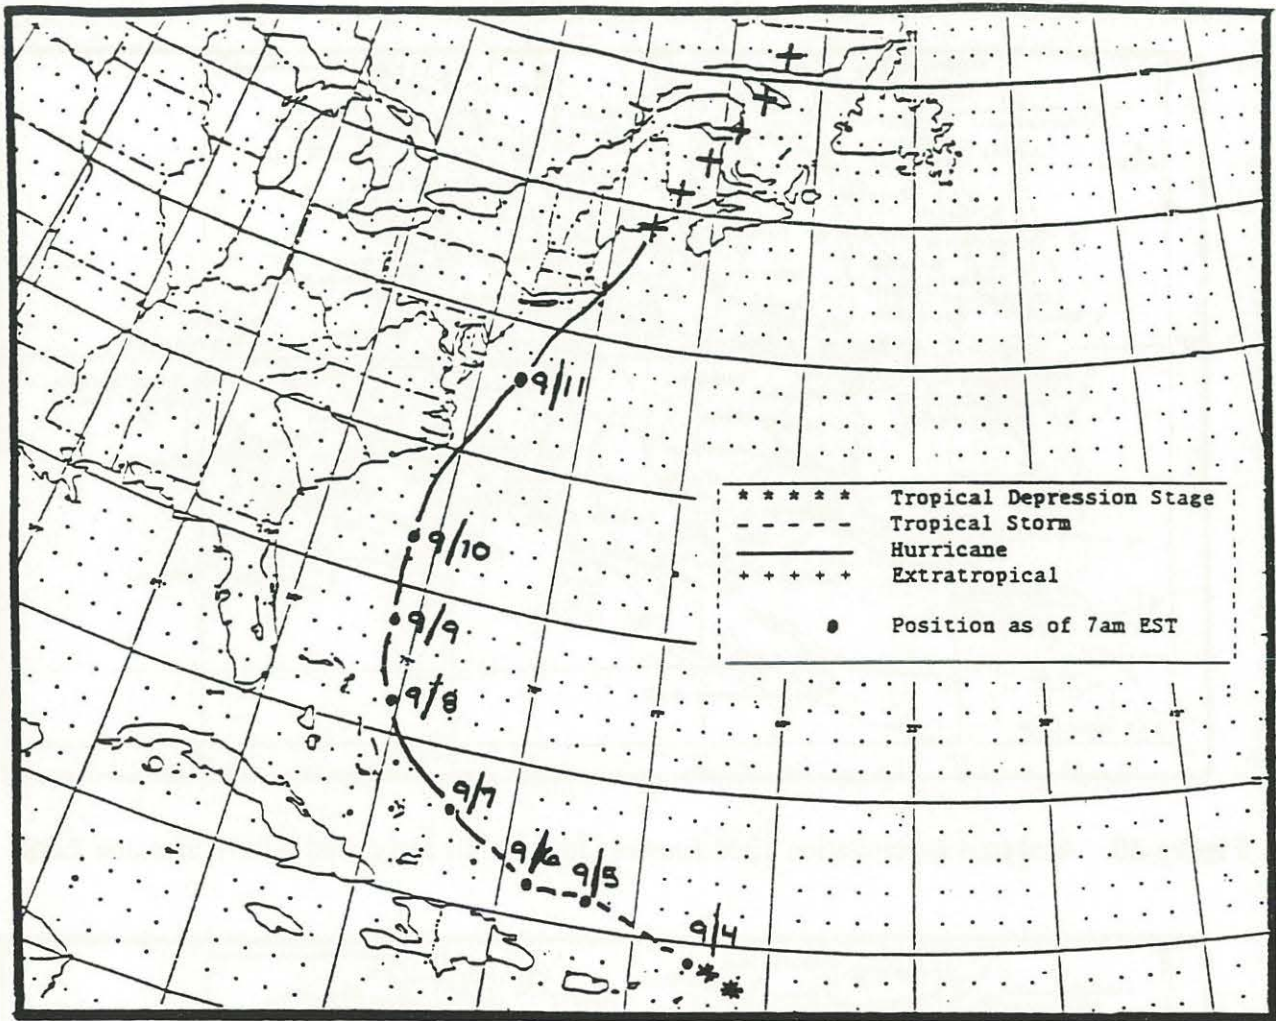 9/11
* * * * * Tropical Depression Stage
- - - - - - Tropical Storm
Hurricane
+ + + + + Extratropical
• Position as of 7am EST
9/10
9/9
9/8
9/7
9/6
9/5
9/4